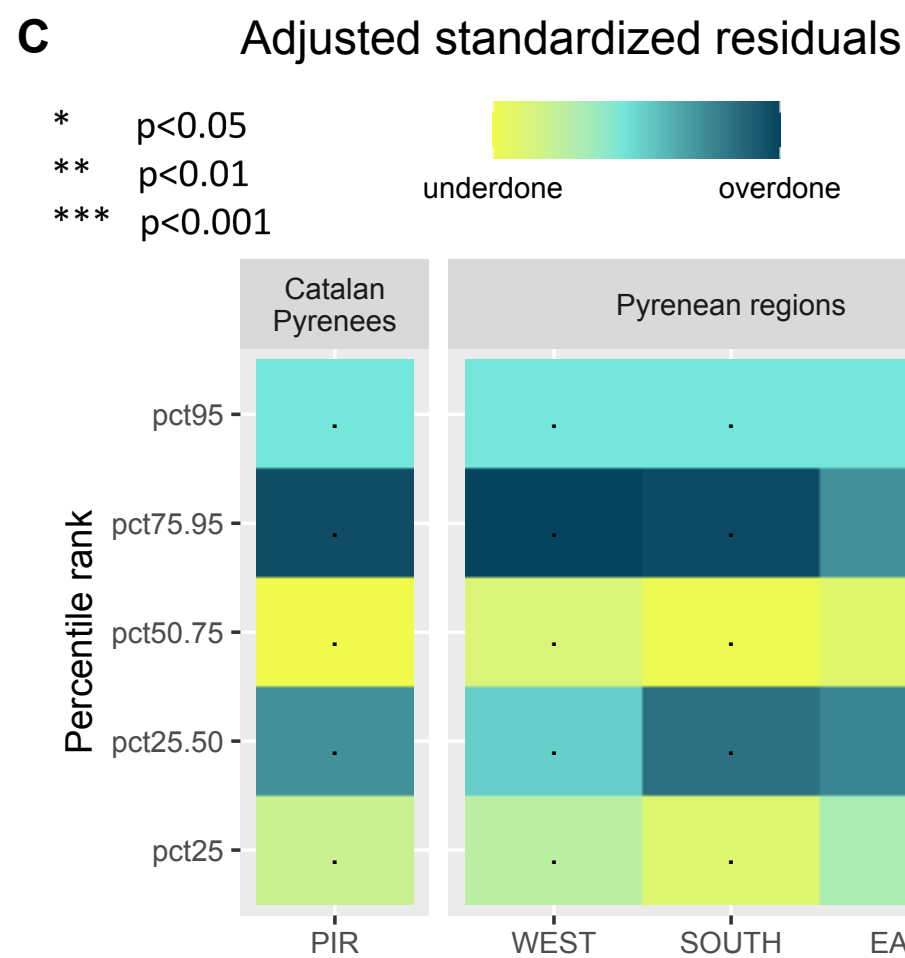 C Adjusted standardized residuals
* p<0.05
** p<0.01
*** p<0.001
underdone overdone
Catalan
Pyrenees
Pyrenean regions
Percentile rank
pct95
. . .
pct75.95
. . .
pct50.75
. . .
pct25.50
. . .
pct25
. . .
PIR WEST SOUTH EA